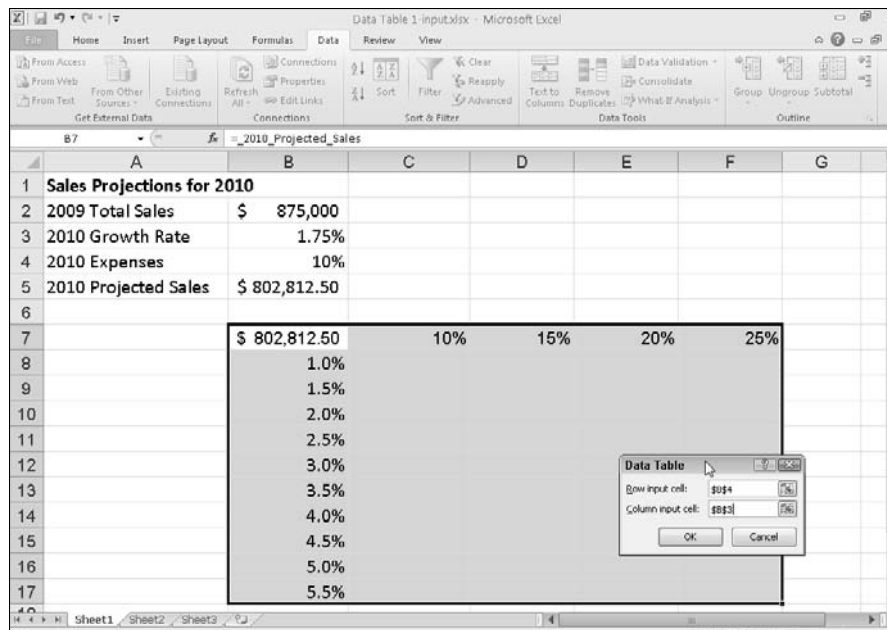 Data Table 1-input.xlsx - Microsoft Excel
File Home Insert Page Layout Formulas Data Review View
From Access
From Web
From Text
From Other Sources
Existing Connections
Get External Data
Refresh All
Connections
Properties
Edit Links
Connections
Sort
Filter
Clear
Reapply
Advanced
Sort & Filter
Text to Columns
Remove Duplicates
Data Validation
Consolidate
What-If Analysis
Data Tools
Group Ungroup Subtotal
Outline
B7 fx =_2010_Projected_Sales
A B C D E F G
1 Sales Projections for 2010
2 2009 Total Sales $ 875,000
3 2010 Growth Rate 1.75%
4 2010 Expenses 10%
5 2010 Projected Sales $ 802,812.50
6
7 $ 802,812.50 10% 15% 20% 25%
8 1.0%
9 1.5%
10 2.0%
11 2.5%
12 3.0%
13 3.5%
14 4.0%
15 4.5%
16 5.0%
17 5.5%
Data Table
Row input cell: $B$4
Column input cell: $B$3
OK Cancel
Sheet1 Sheet2 Sheet3